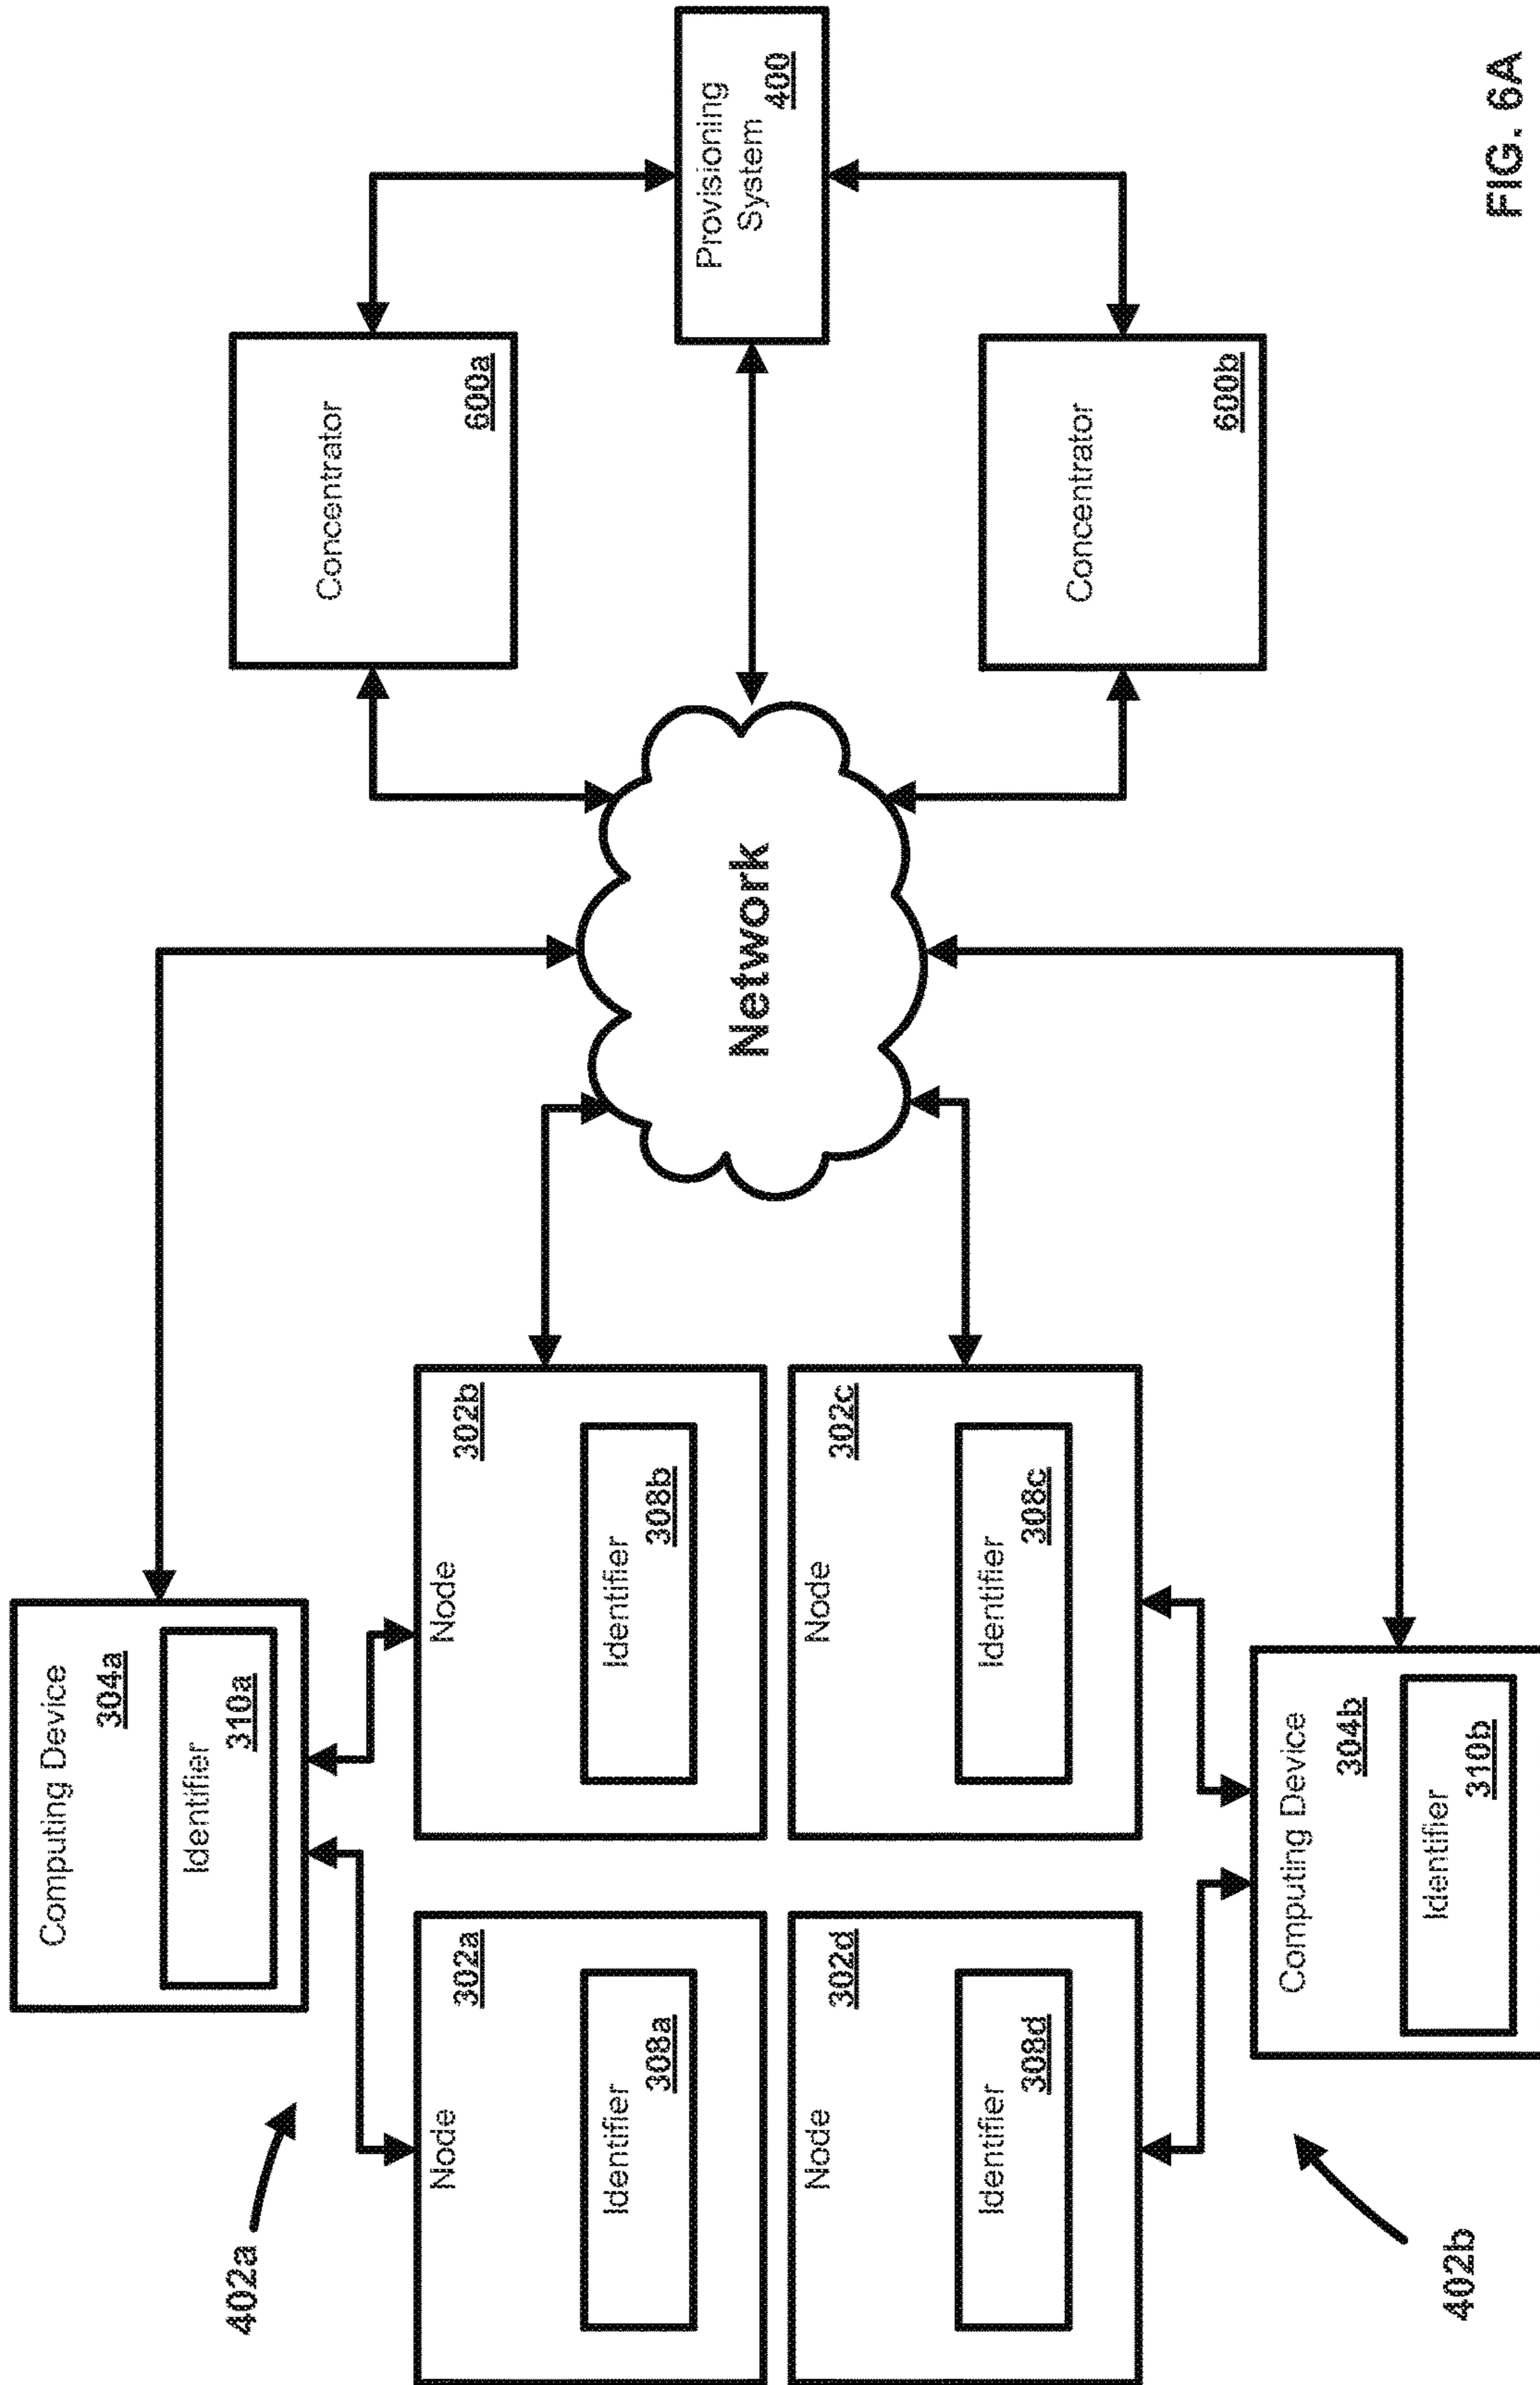 402a
Computing Device
304a
Identifier
310a
Node
302a
Identifier
308a
Node
302b
Identifier
308b
Node
302d
Identifier
308d
Node
302c
Identifier
308c
Computing Device
304b
Identifier
310b
402b
Network
Concentrator
600a
Provisioning
System
400
Concentrator
600b
FIG. 6A